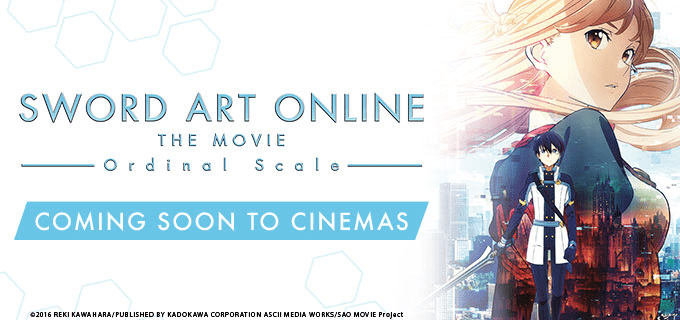 SWORD ART ONLINE
THE MOVIE
Ordinal Scale
COMING SOON TO CINEMAS
©2016 REKI KAWAHARA/PUBLISHED BY KADOKAWA CORPORATION ASCII MEDIA WORKS/SAO MOVIE Project